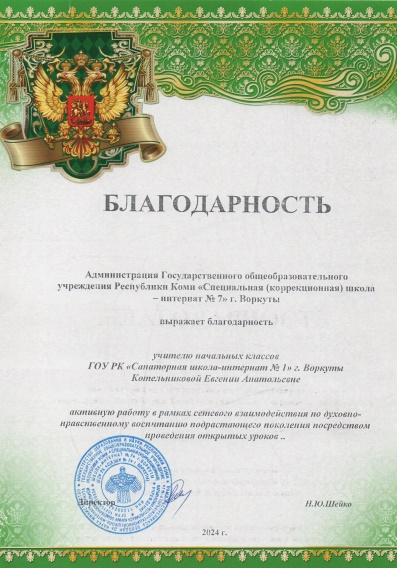 БЛАГОДАРНОСТЬ
Администрация Государственного общеобразовательного
учреждения Республики Коми «Специальная (коррекционная) школа
– интернат № 7» г. Воркуты
выражает благодарность
учителю начальных классов
ГОУ РК «Санаторная школа-интернат № 1» г. Воркуты
Котельниковой Евгении Анатольевне
активную работу в рамках сетевого взаимодействия по духовно-
нравственному воспитанию подрастающего поколения посредством
проведения открытых уроков ..
Директор Н.Ю.Шейко
2024 г.